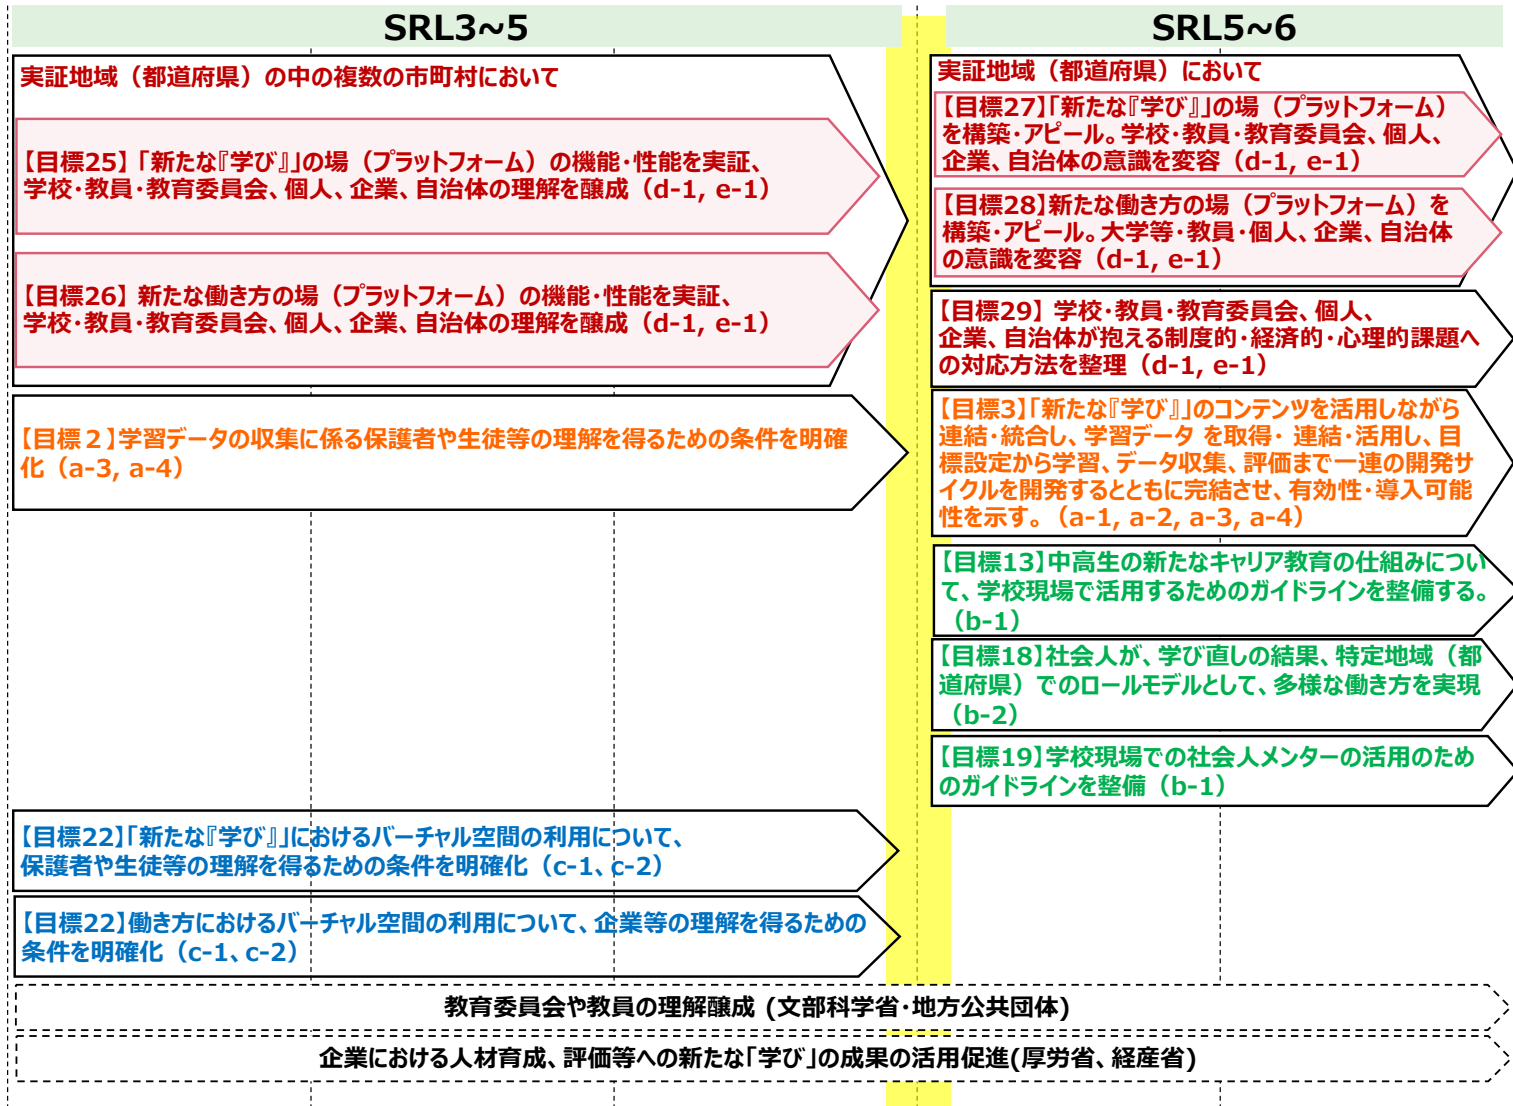 SRL3~5
実証地域（都道府県）の中の複数の市町村において
【目標25】「新たな『学び』」の場（プラットフォーム）の機能・性能を実証、
学校・教員・教育委員会、個人、企業、自治体の理解を醸成（d-1, e-1）
【目標26】 新たな働き方の場（プラットフォーム）の機能・性能を実証、
学校・教員・教育委員会、個人、企業、自治体の理解を醸成（d-1, e-1）
【目標２】学習データの収集に係る保護者や生徒等の理解を得るための条件を明確
化（a-3, a-4）
【目標22】「新たな『学び』」におけるバーチャル空間の利用について、
保護者や生徒等の理解を得るための条件を明確化（c-1、c-2）
【目標22】働き方におけるバーチャル空間の利用について、企業等の理解を得るための
条件を明確化（c-1、c-2）
SRL5~6
実証地域（都道府県）において
【目標27】「新たな『学び』」の場（プラットフォーム）
を構築・アピール。学校・教員・教育委員会、個人、
企業、自治体の意識を変容（d-1, e-1）
【目標28】新たな働き方の場（プラットフォーム）を
構築・アピール。大学等・教員・個人、企業、自治体
の意識を変容（d-1, e-1）
【目標29】 学校・教員・教育委員会、個人、
企業、自治体が抱える制度的・経済的・心理的課題へ
の対応方法を整理（d-1, e-1）
【目標3】「新たな『学び』」のコンテンツを活用しながら
連結・統合し、学習データ を取得・ 連結・活用し、目
標設定から学習、データ収集、評価まで一連の開発サ
イクルを開発するとともに完結させ、有効性・導入可能
性を示す。（a-1, a-2, a-3, a-4）
【目標13】中高生の新たなキャリア教育の仕組みについ
て、学校現場で活用するためのガイドラインを整備する。
（b-1）
【目標18】社会人が、学び直しの結果、特定地域（都
道府県）でのロールモデルとして、多様な働き方を実現
（b-2）
【目標19】学校現場での社会人メンターの活用のため
のガイドラインを整備（b-1）
教育委員会や教員の理解醸成 (文部科学省・地方公共団体)
企業における人材育成、評価等への新たな「学び」の成果の活用促進(厚労省、経産省)